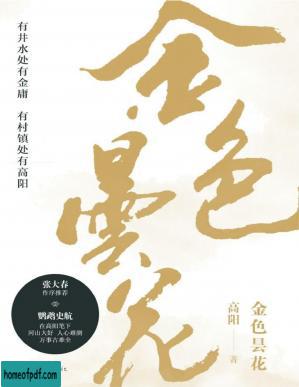 有井水处有金庸　有村镇处有高阳
金色昙花
金色昙花
高阳
著
张大春
作序推荐
鹦鹉史航
在高阳笔下
河山大好 人心难测
万事古难全
homeofpdf.com